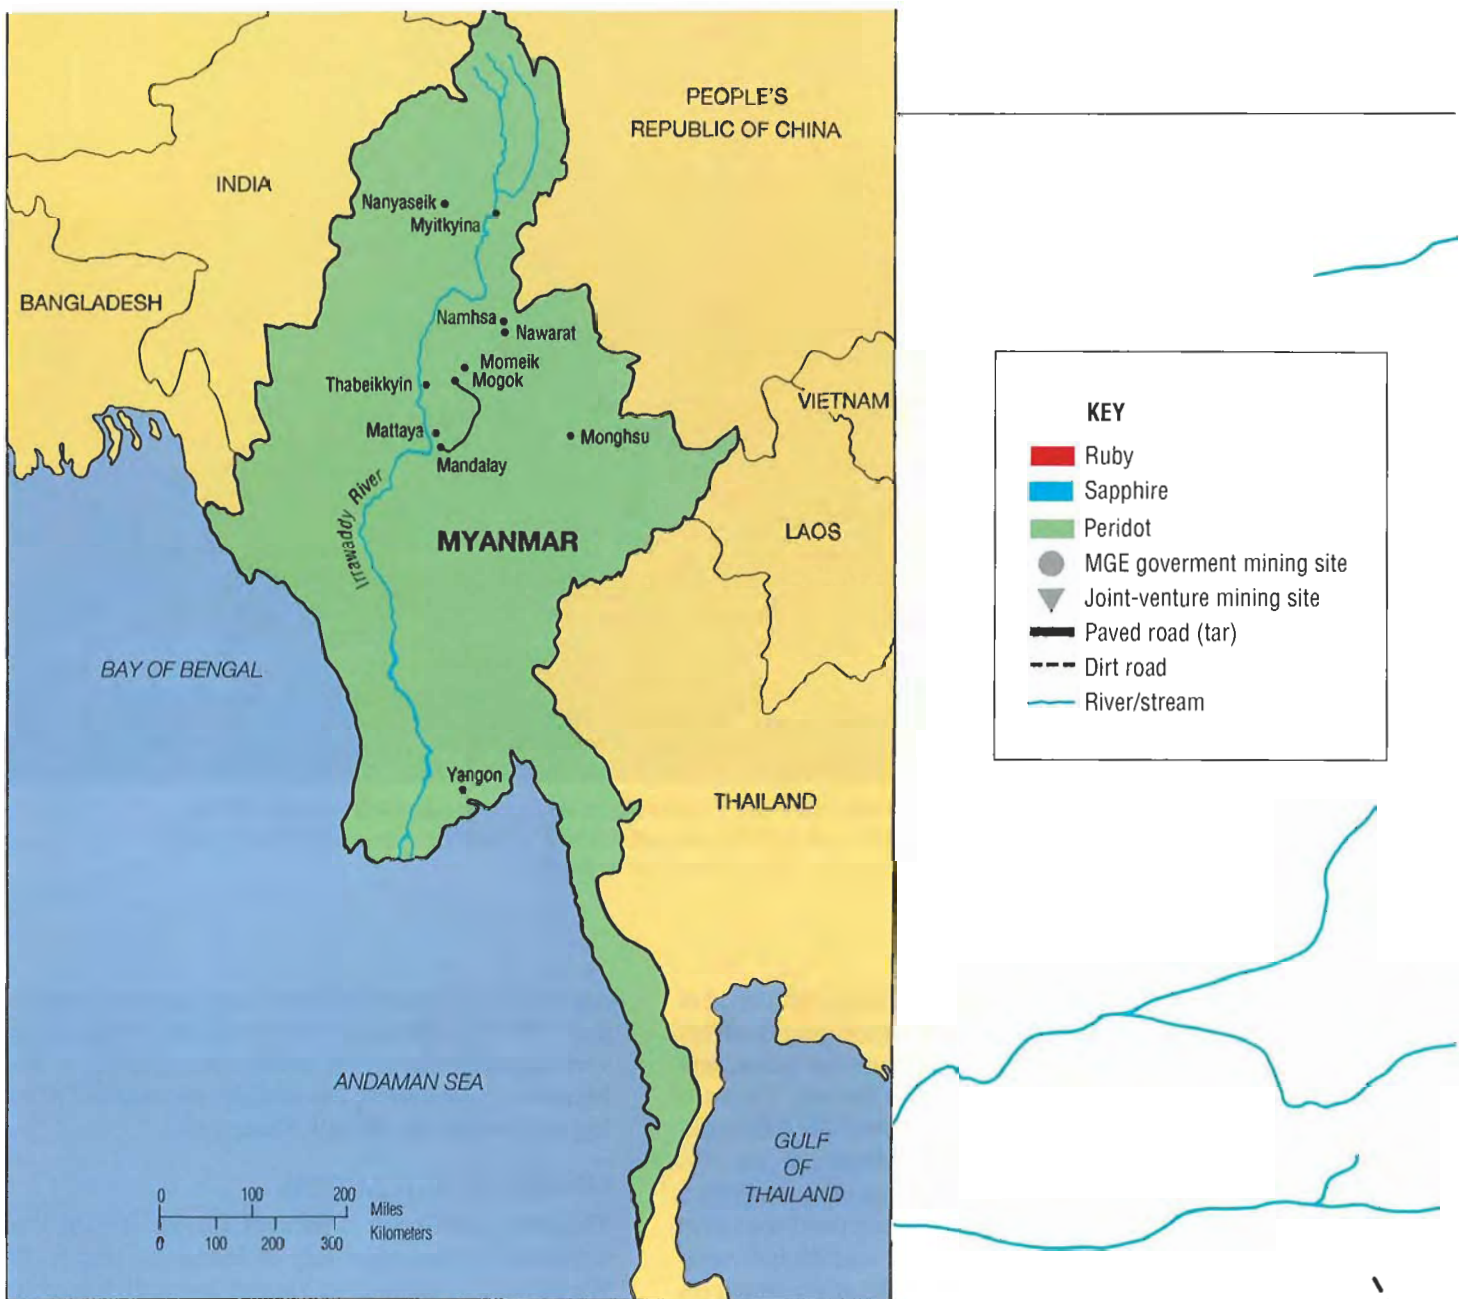 PEOPLE'S
REPUBLIC OF CHINA
INDIA
Nanyaseik
Myitkyina
BANGLADESH
Namhsa
Nawarat
Momeik
Mogok
Thabeikkyin
VIETNAM
Mattaya
Monghsu
Mandalay
Irrawaddy River
MYANMAR
LAOS
BAY OF BENGAL
Yangon
THAILAND
ANDAMAN SEA
GULF
OF
THAILAND
0 100 200
Miles
Kilometers
0 100 200 300
KEY
Ruby
Sapphire
Peridot
MGE goverment mining site
Joint-venture mining site
Paved road (tar)
Dirt road
River/stream